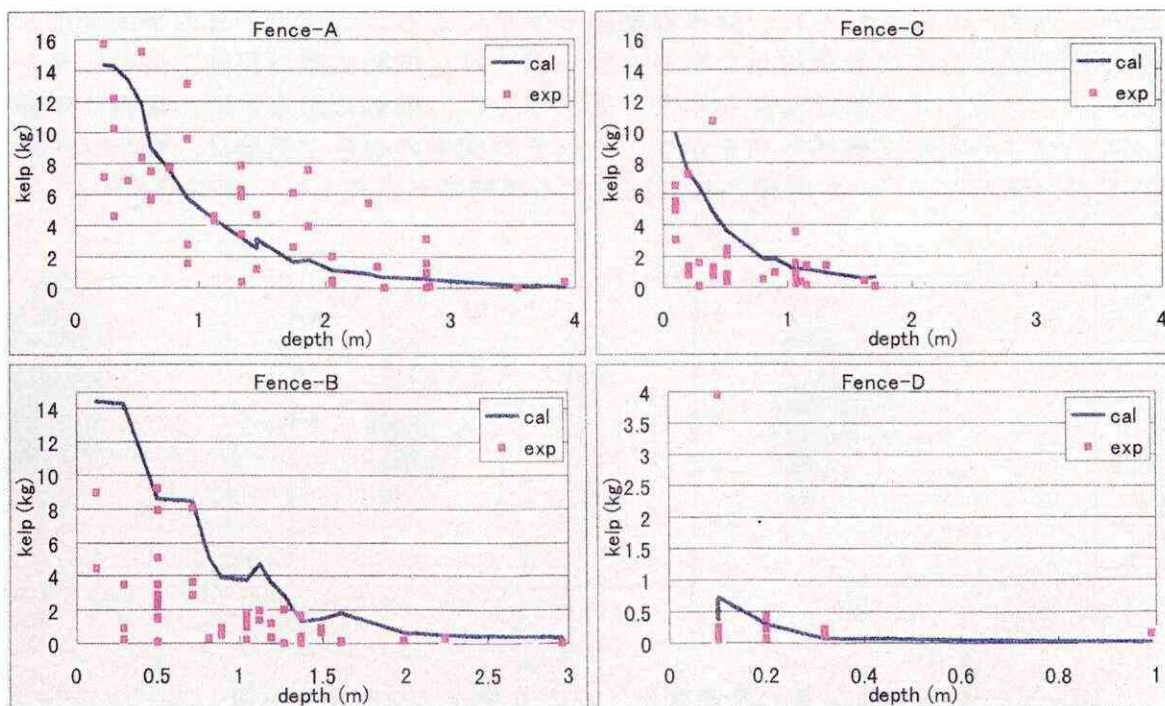 Fence-A
16
14
12
10
8
6
4
2
0
kelp (kg)
cal
exp
0 1 2 3 4
depth (m)
Fence-C
16
14
12
10
8
6
4
2
0
kelp (kg)
cal
exp
0 1 2 3 4
depth (m)
Fence-B
14
12
10
8
6
4
2
0
kelp (kg)
cal
exp
0 0.5 1 1.5 2 2.5 3
depth (m)
Fence-D
4
3.5
3
2.5
2
1.5
1
0.5
0
kelp (kg)
cal
exp
0 0.2 0.4 0.6 0.8 1
depth (m)